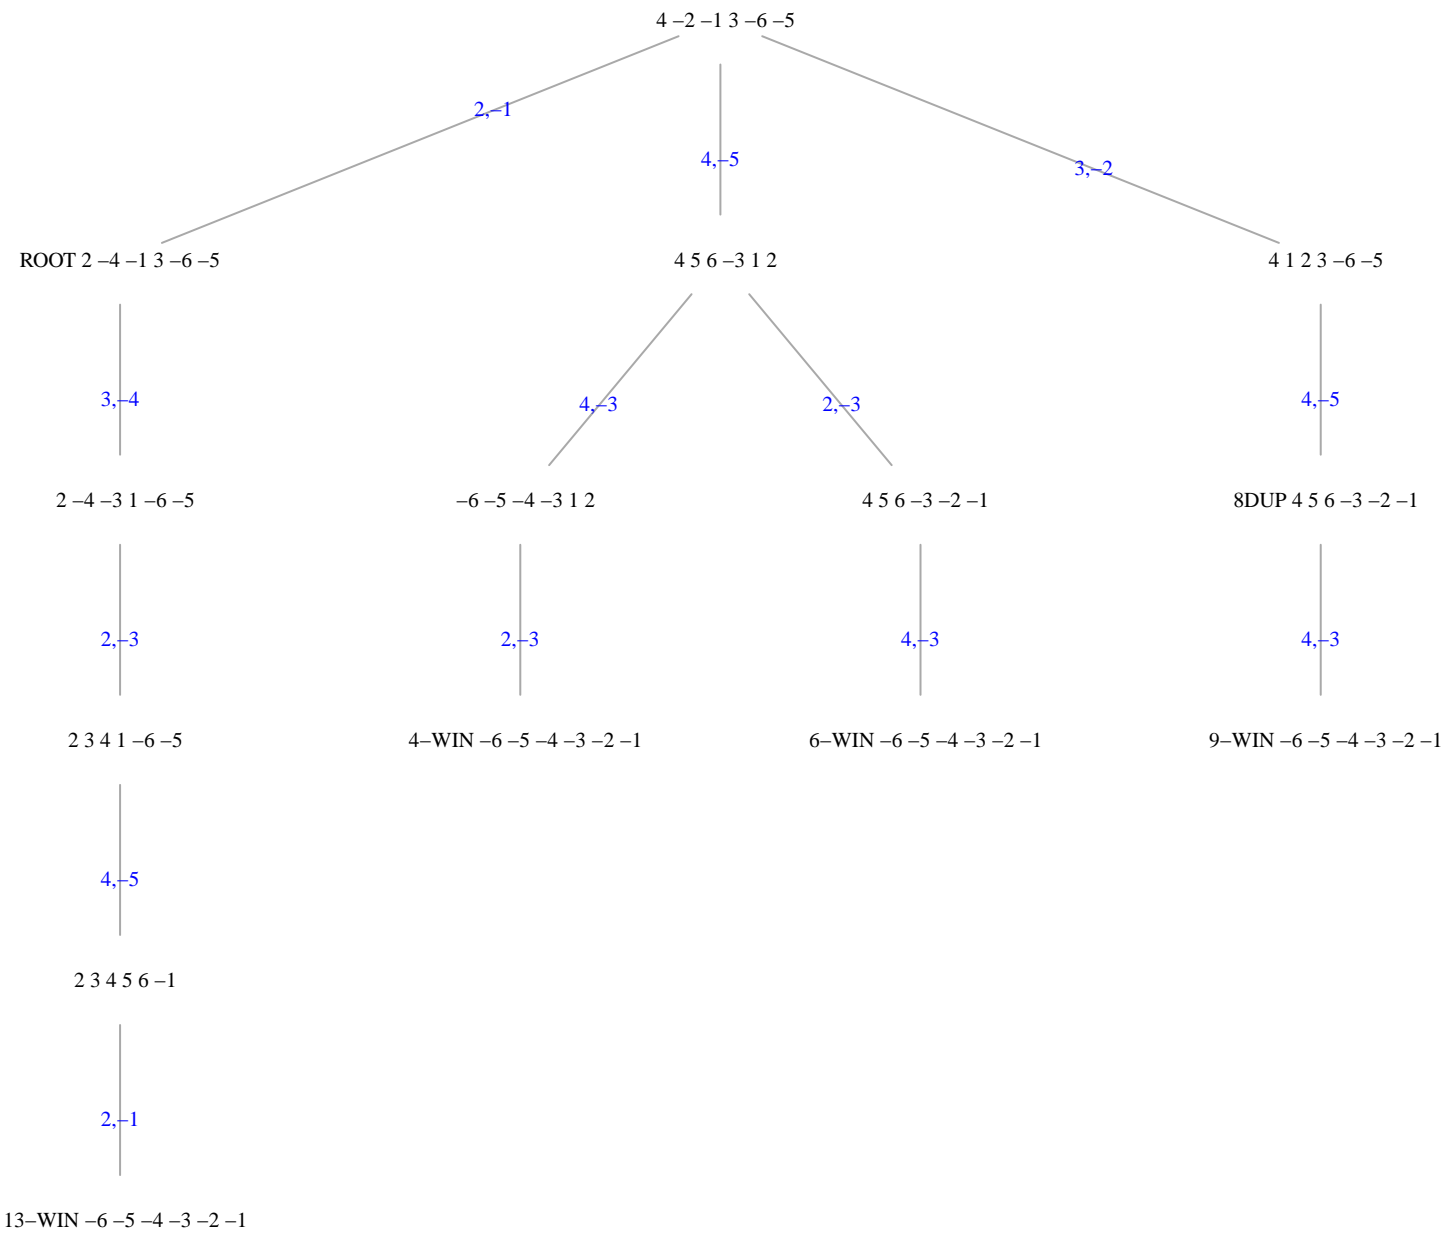 4 –2 –1 3 –6 –5
2,–1
4,–5
3,–2
ROOT 2 –4 –1 3 –6 –5
4 5 6 –3 1 2
4 1 2 3 –6 –5
3,–4
4,–3
2,–3
4,–5
2 –4 –3 1 –6 –5
–6 –5 –4 –3 1 2
4 5 6 –3 –2 –1
8DUP 4 5 6 –3 –2 –1
2,–3
2,–3
4,–3
4,–3
2 3 4 1 –6 –5
4–WIN –6 –5 –4 –3 –2 –1
6–WIN –6 –5 –4 –3 –2 –1
9–WIN –6 –5 –4 –3 –2 –1
4,–5
2 3 4 5 6 –1
2,–1
13–WIN –6 –5 –4 –3 –2 –1